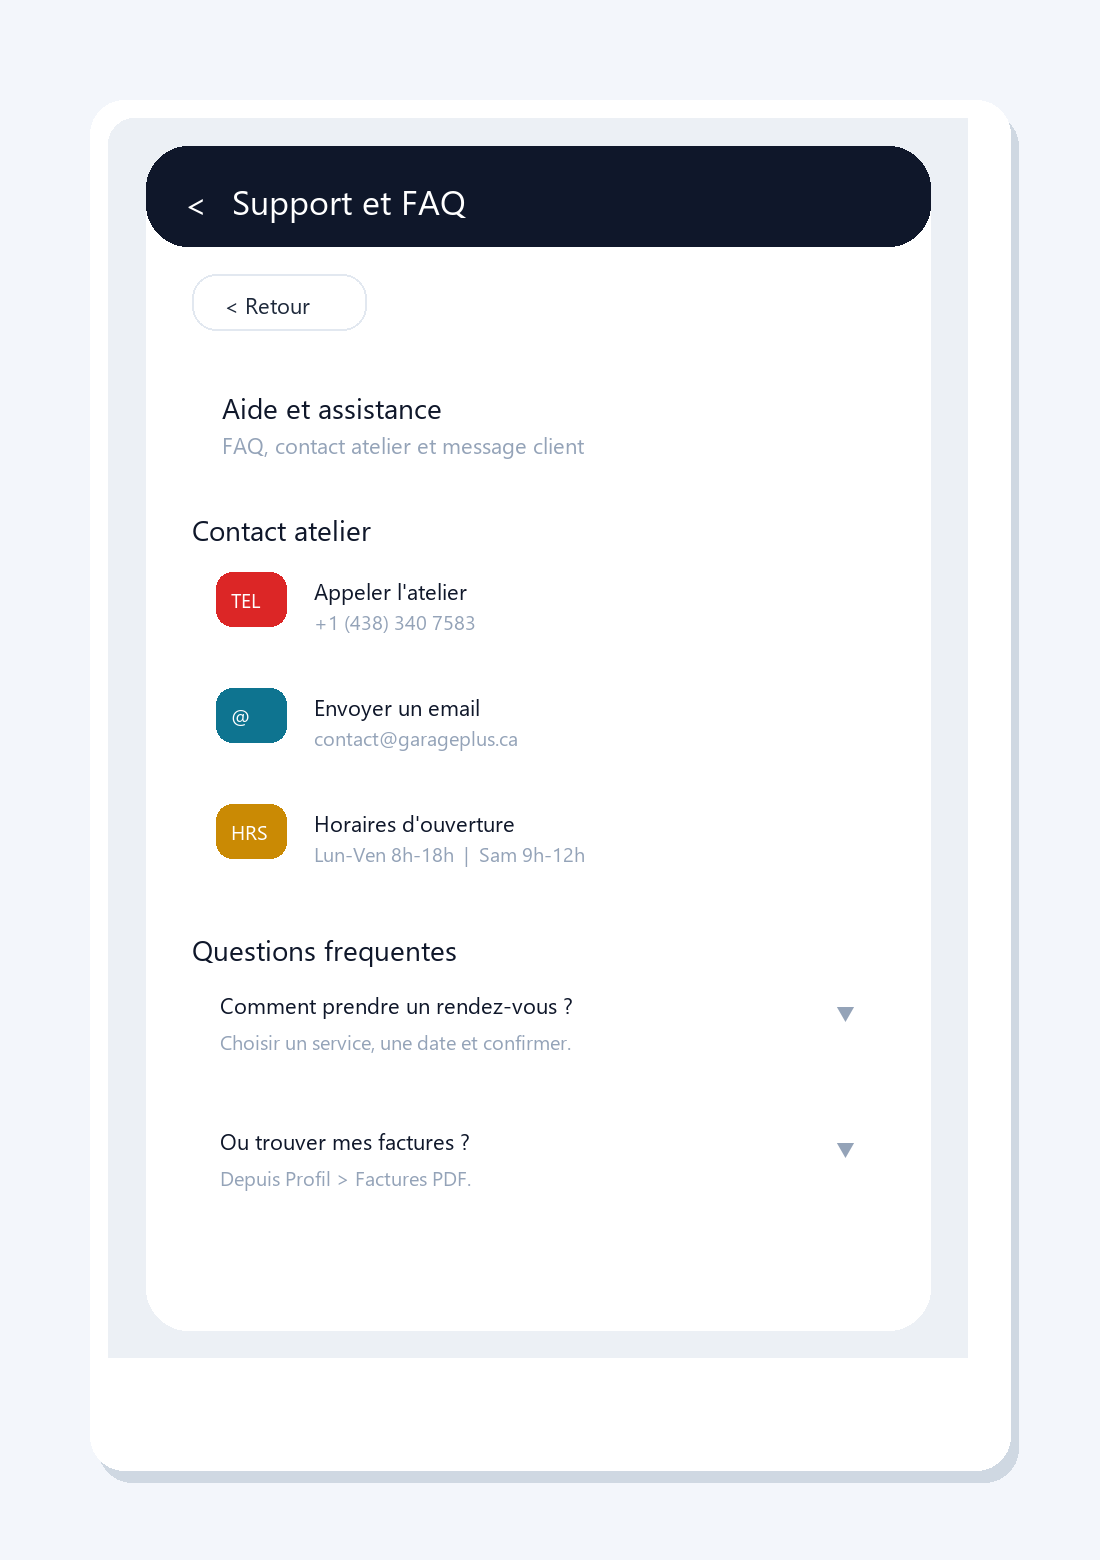 < Support et FAQ
< Retour
Aide et assistance
FAQ, contact atelier et message client
Contact atelier
TEL
Appeler l'atelier
+1 (438) 340 7583
@
Envoyer un email
contact@garageplus.ca
HRS
Horaires d'ouverture
Lun-Ven 8h-18h | Sam 9h-12h
Questions frequentes
Comment prendre un rendez-vous ?
Choisir un service, une date et confirmer.
Ou trouver mes factures ?
Depuis Profil > Factures PDF.